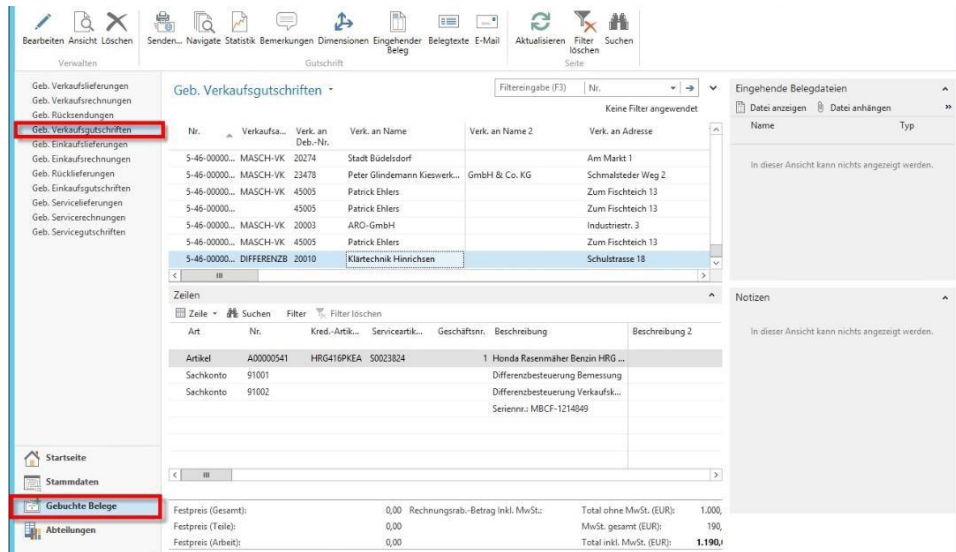 Bearbeiten Ansicht Löschen
Verwalten
Senden... Navigate Statistik Bemerkungen Dimensionen Eingehender Beleg Belegtexte E-Mail
Gutschrift
Aktualisieren Filter löschen Suchen
Seite
Geb. Verkaufslieferungen
Geb. Verkaufsrechnungen
Geb. Rücksendungen
Geb. Verkaufsgutschriften
Geb. Einkaufslieferungen
Geb. Einkaufsrechnungen
Geb. Rücklieferungen
Geb. Einkaufsgutschriften
Geb. Servicelieferungen
Geb. Servicerechnungen
Geb. Servicegutschriften
Startseite
Stammdaten
Gebuchte Belege
Abteilungen
Geb. Verkaufsgutschriften
Filtereingabe (F3) Nr.
Keine Filter angewendet
Nr. Verkaufsa... Verk. an Deb.-Nr. Verk. an Name Verk. an Name 2 Verk. an Adresse
5-46-00000... MASCH-VK 20274 Stadt Büdelsdorf Am Markt 1
5-46-00000... MASCH-VK 23478 Peter Glindemann Kieswerk... GmbH & Co. KG Schmalsteder Weg 2
5-46-00000... MASCH-VK 45005 Patrick Ehlers Zum Fischteich 13
5-46-00000... 45005 Patrick Ehlers Zum Fischteich 13
5-46-00000... MASCH-VK 20003 ARO-GmbH Industriestr. 3
5-46-00000... MASCH-VK 45005 Patrick Ehlers Zum Fischteich 13
5-46-00000... DIFFERENZB 20010 Klärtechnik Hinrichsen Schulstrasse 18
Zeilen
Zeile Suchen Filter Filter löschen
Art Nr. Kred.-Artik... Serviceartik... Geschäftsnr. Beschreibung Beschreibung 2
Artikel A00000541 HRG416PKEA S0023824 1 Honda Rasenmäher Benzin HRG ...
Sachkonto 91001 Differenzbesteuerung Bemessung
Sachkonto 91002 Differenzbesteuerung Verkaufsk...
Seriennr.: MBCF-1214849
Festpreis (Gesamt): 0,00 Rechnungsrab.-Betrag Inkl. MwSt.: Total ohne MwSt. (EUR): 1.000,
Festpreis (Teile): 0,00 MwSt. gesamt (EUR): 190,
Festpreis (Arbeit): 0,00 Total inkl. MwSt. (EUR): 1.190,
Eingehende Belegdateien
Datei anzeigen Datei anhängen
Name Typ
In dieser Ansicht kann nichts angezeigt werden.
Notizen
In dieser Ansicht kann nichts angezeigt werden.